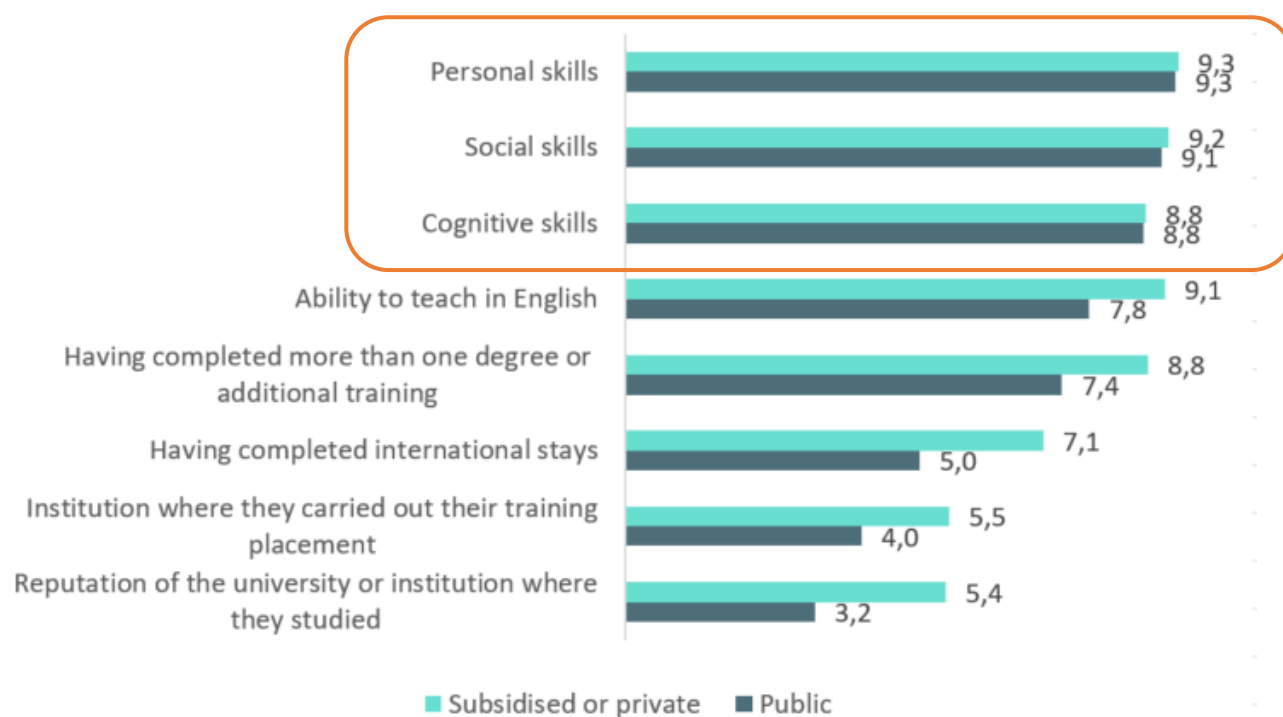 Personal skills
9,3
9,3
Social skills
9,2
9,1
Cognitive skills
8,8
8,8
Ability to teach in English
9,1
7,8
Having completed more than one degree or
additional training
8,8
7,4
Having completed international stays
7,1
5,0
Institution where they carried out their training
placement
5,5
4,0
Reputation of the university or institution where
they studied
5,4
3,2
Subsidised or private
Public